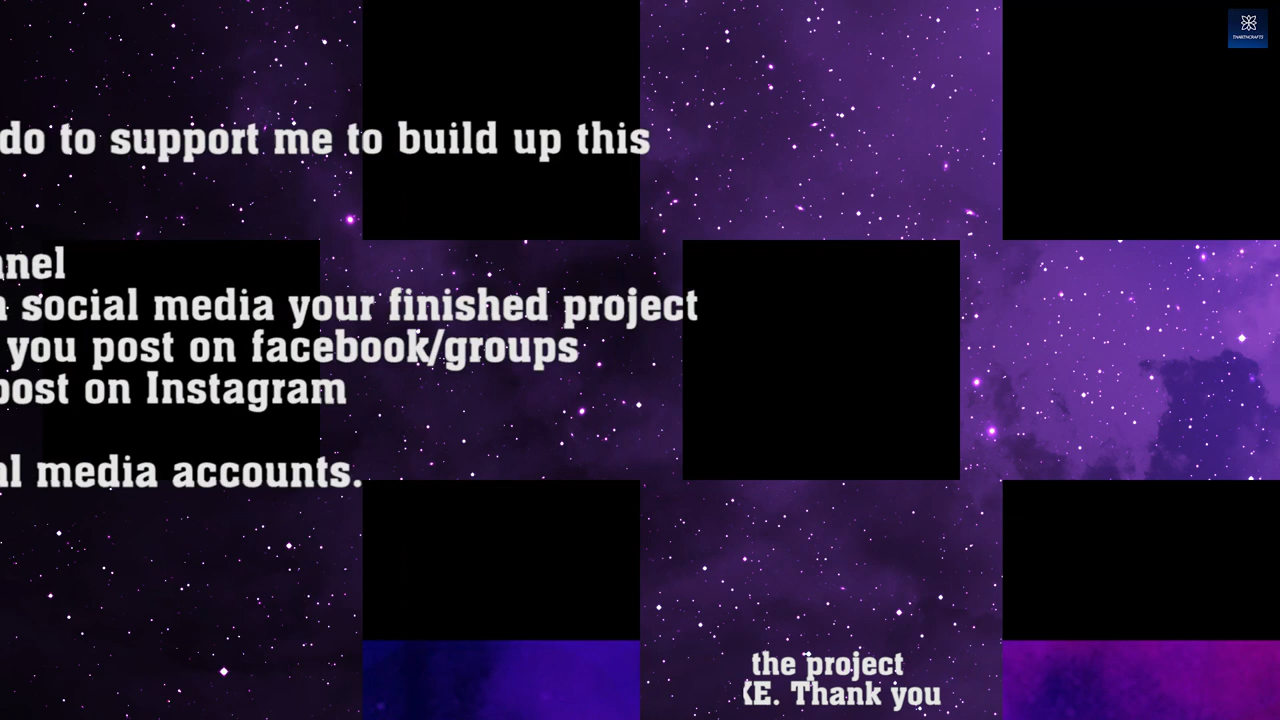 THARTNCRAFTS
do to support me to build up this
social media your finished project
you post on facebook/groups
post on Instagram
media accounts.
the project
Thank you